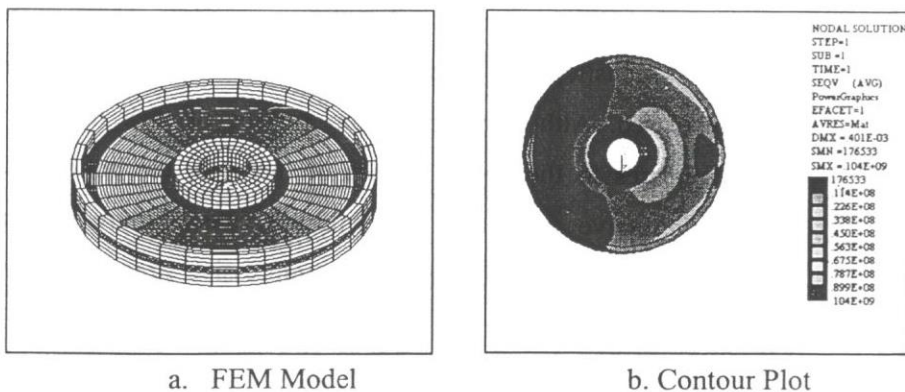 NODAL SOLUTION
STEP=1
SUB =1
TIME=1
SEQV (AVG)
PowerGraphics
EFACET=1
AVRES=Mat
DMX =.401E-03
SMN =176533
SMX =.104E+09
176533
.114E+08
.226E+08
.338E+08
.450E+08
.563E+08
.675E+08
.787E+08
.899E+08
.104E+09
a. FEM Model
b. Contour Plot